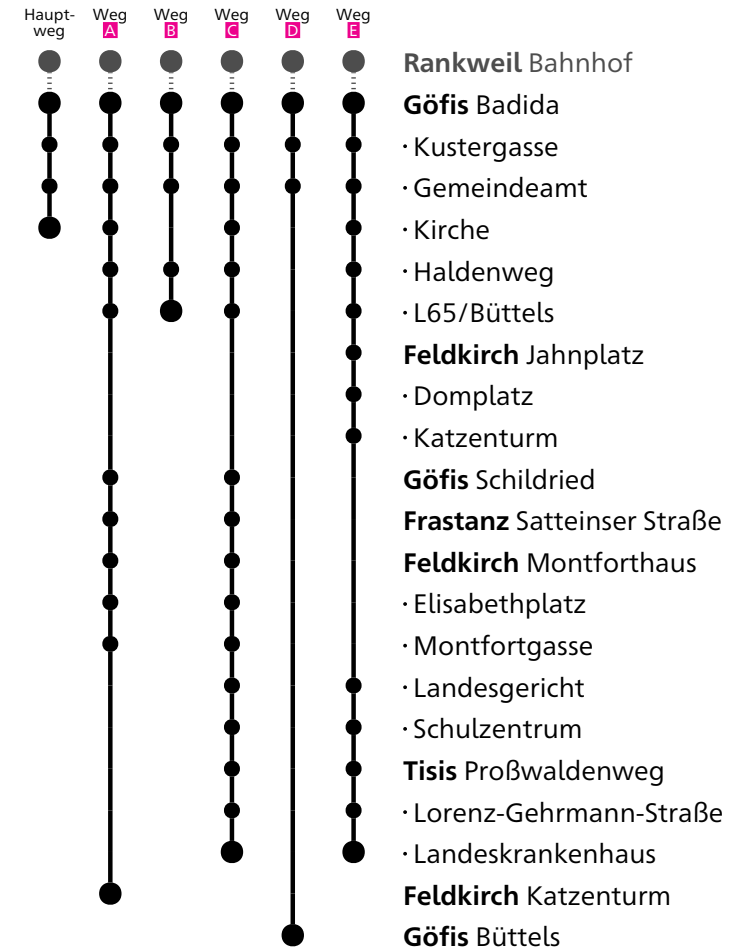 Haupt-
weg
Weg
A
Weg
B
Weg
C
Weg
D
Weg
E
Rankweil Bahnhof
Göfis Badida
· Kustergasse
· Gemeindeamt
· Kirche
· Haldenweg
· L65/Büttels
Feldkirch Jahnplatz
· Domplatz
· Katzenturm
Göfis Schildried
Frastanz Satteinser Straße
Feldkirch Montforthaus
· Elisabethplatz
· Montfortgasse
· Landesgericht
· Schulzentrum
Tisis Proßwaldenweg
· Lorenz-Gehrmann-Straße
· Landeskrankenhaus
Feldkirch Katzenturm
Göfis Büttels